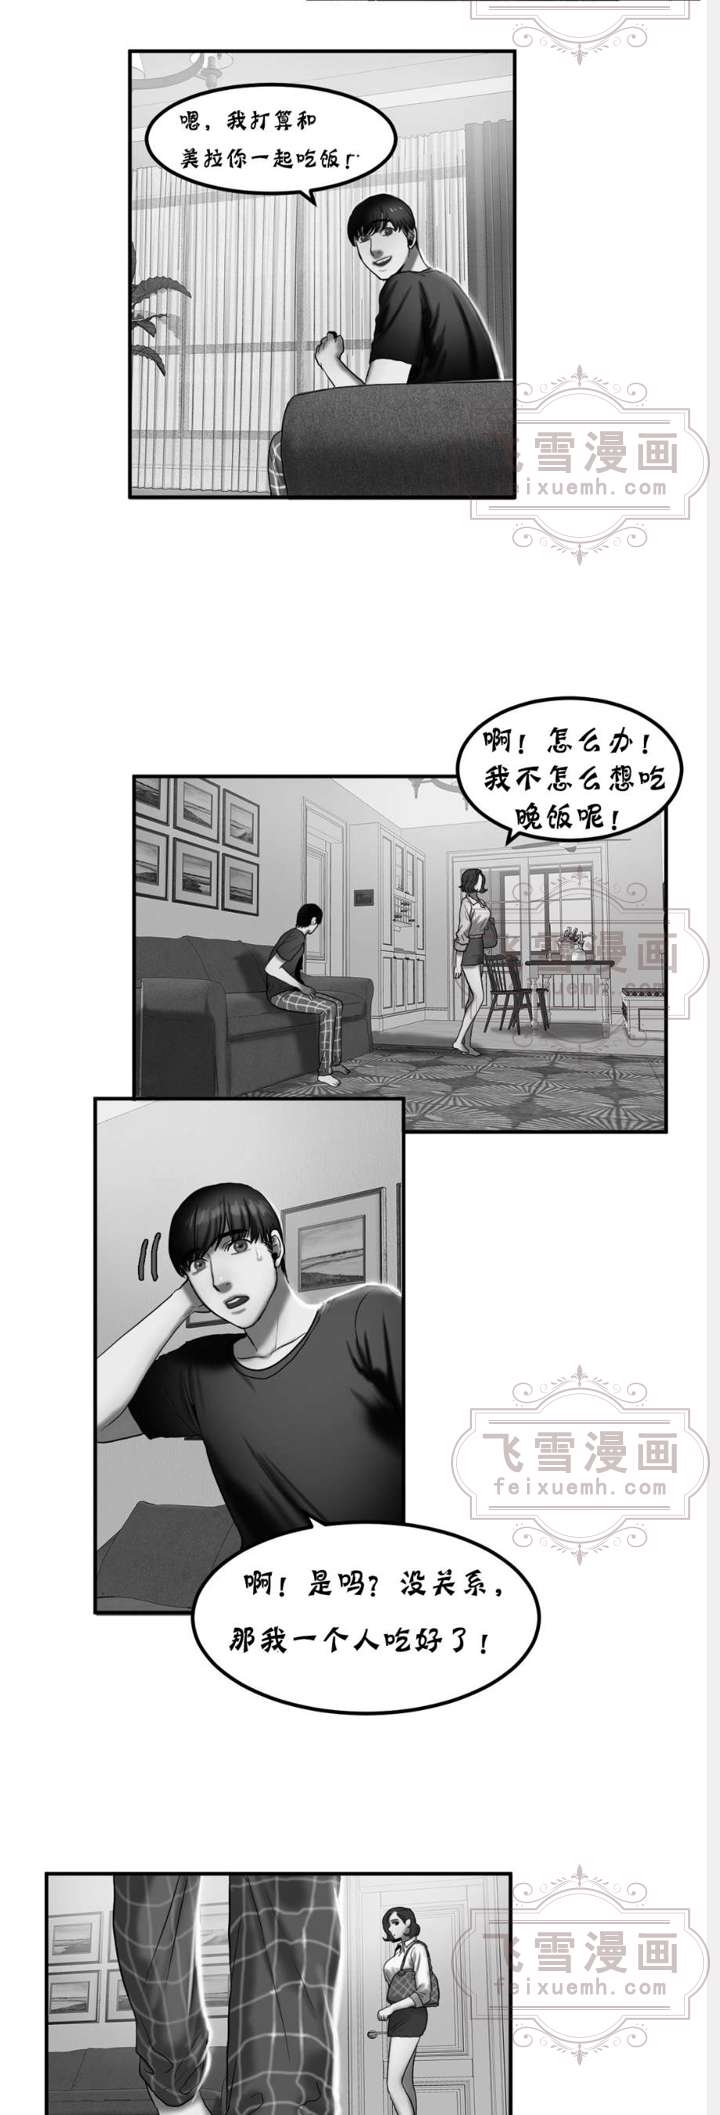 嗯，我打算和
美拉你一起吃饭！
飞雪漫画
feixuemh.com
啊！怎么办！
我不怎么想吃
晚饭呢！
飞雪漫画
feixuemh.com
飞雪漫画
feixuemh.com
啊！是吗？没关系，
那我一个人吃好了！
飞雪漫画
feixuemh.com